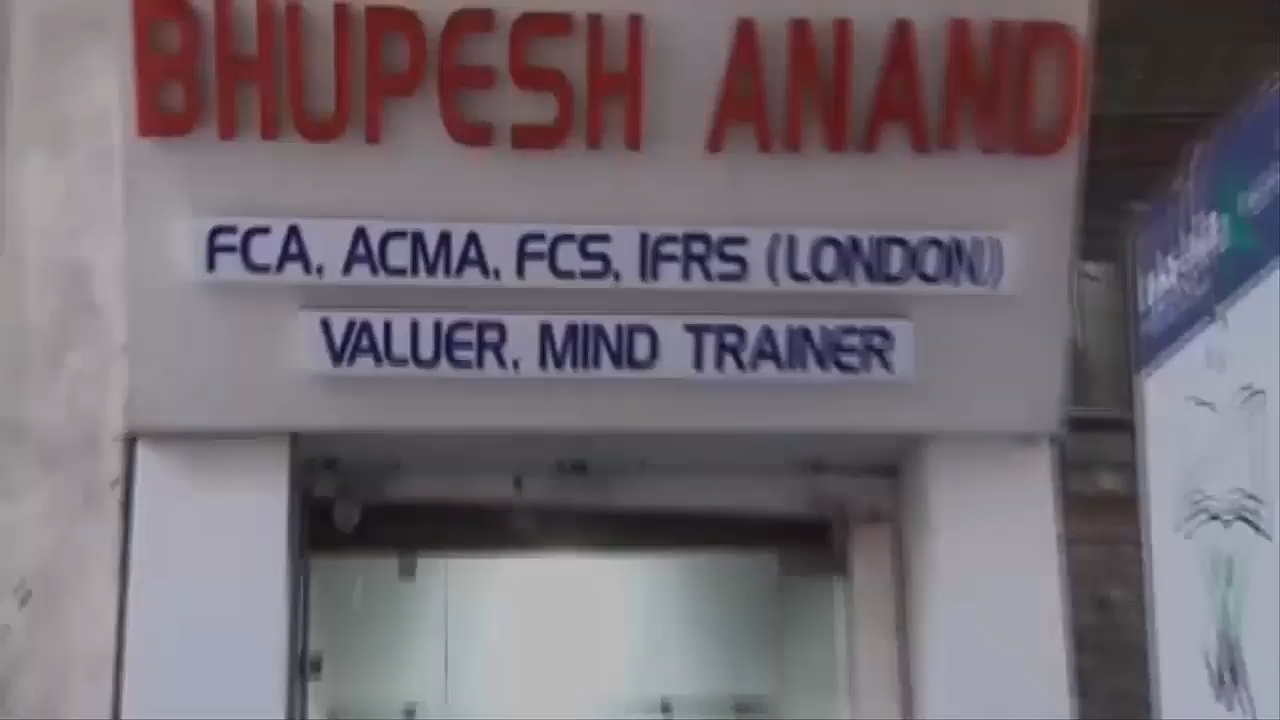 BHUPESH ANAND
FCA, ACMA, FCS, IFRS (LONDON)
VALUER, MIND TRAINER